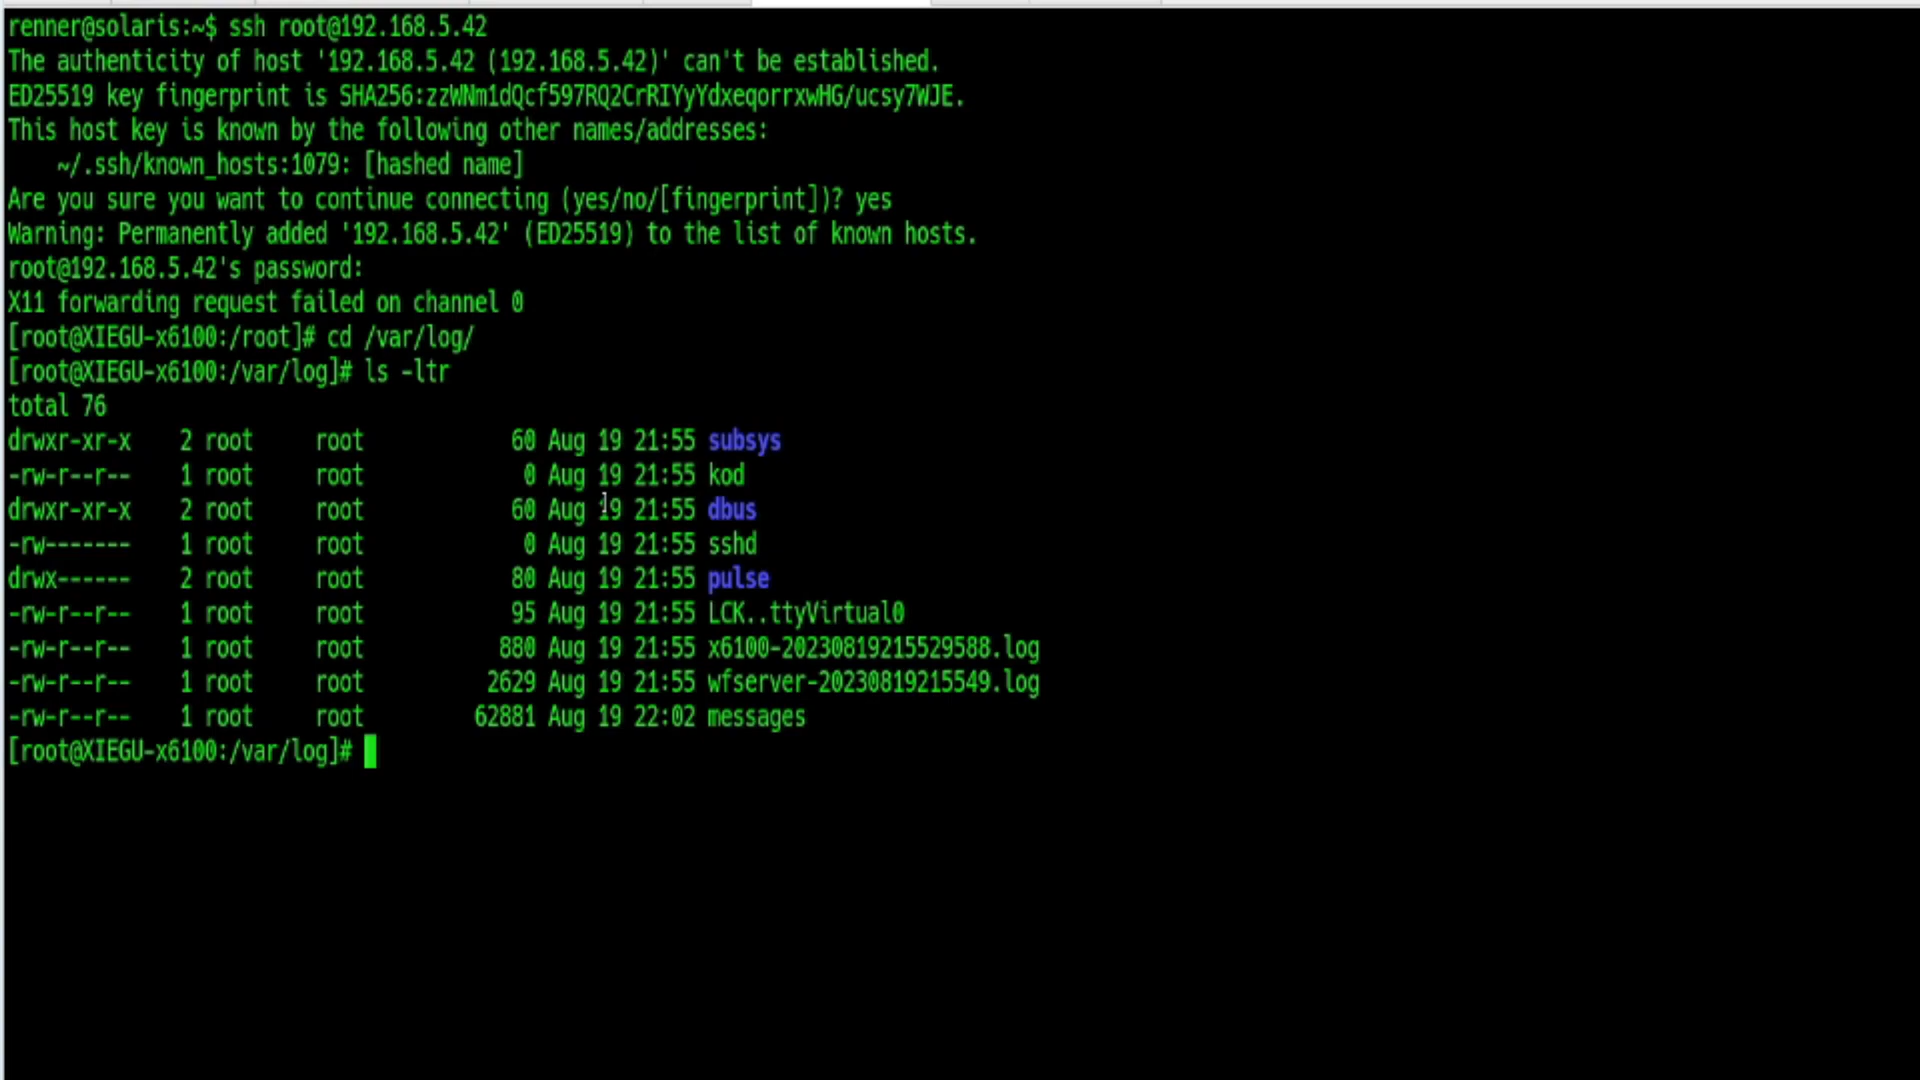 renner@solaris:~$ ssh root@192.168.5.42
The authenticity of host '192.168.5.42 (192.168.5.42)' can't be established.
ED25519 key fingerprint is SHA256:zzWNm1dQcf597RQ2CrRIYyYdxeqorrxwHG/ucsy7WJE.
This host key is known by the following other names/addresses:
    ~/.ssh/known_hosts:1079: [hashed name]
Are you sure you want to continue connecting (yes/no/[fingerprint])? yes
Warning: Permanently added '192.168.5.42' (ED25519) to the list of known hosts.
root@192.168.5.42's password:
X11 forwarding request failed on channel 0
[root@XIEGU-x6100:/root]# cd /var/log/
[root@XIEGU-x6100:/var/log]# ls -ltr
total 76
drwxr-xr-x    2 root     root            60 Aug 19 21:55 subsys
-rw-r--r--    1 root     root             0 Aug 19 21:55 kod
drwxr-xr-x    2 root     root            60 Aug 19 21:55 dbus
-rw-------    1 root     root             0 Aug 19 21:55 sshd
drwx------    2 root     root            80 Aug 19 21:55 pulse
-rw-r--r--    1 root     root            95 Aug 19 21:55 LCK..ttyVirtual0
-rw-r--r--    1 root     root           880 Aug 19 21:55 x6100-20230819215529588.log
-rw-r--r--    1 root     root          2629 Aug 19 21:55 wfserver-20230819215549.log
-rw-r--r--    1 root     root         62881 Aug 19 22:02 messages
[root@XIEGU-x6100:/var/log]#